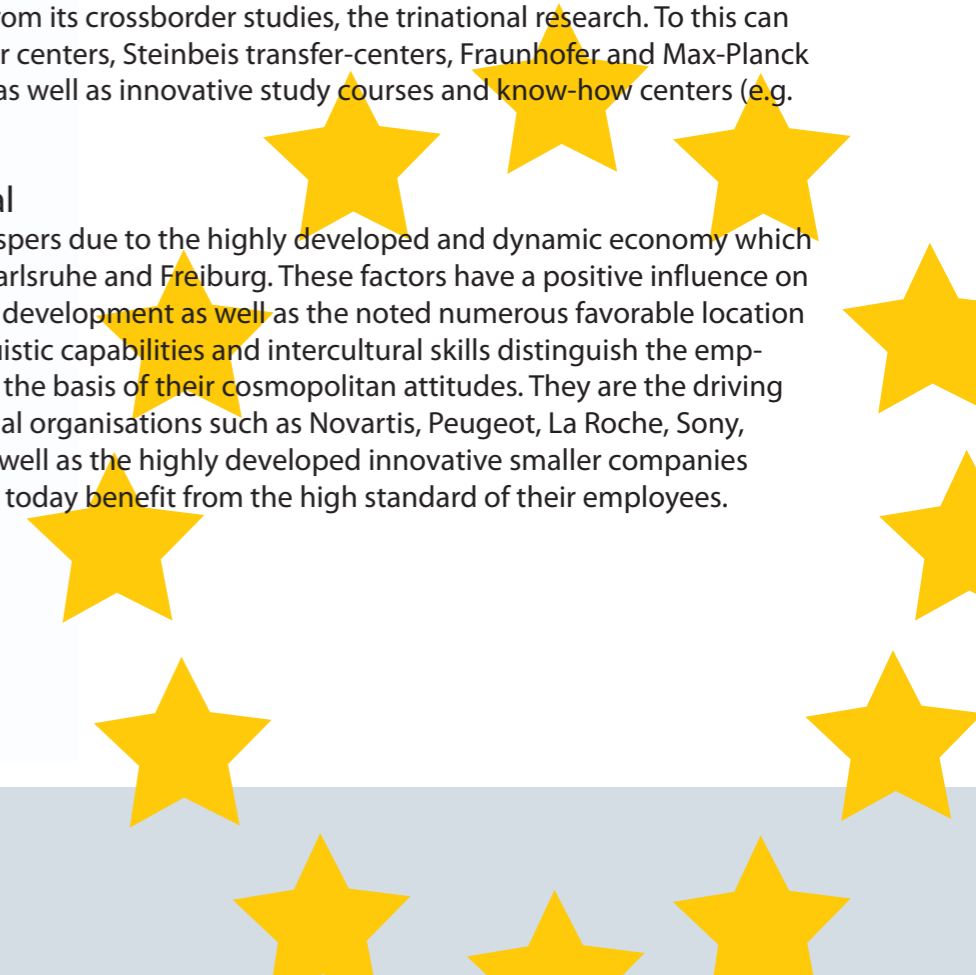 om its crossborder studies, the trinational research. To this can
r centers, Steinbeis transfer-centers, Fraunhofer and Max-Planck
as well as innovative study courses and know-how centers (e.g.
al
spers due to the highly developed and dynamic economy which
arlsruhe and Freiburg. These factors have a positive influence on
development as well as the noted numerous favorable location
uistic capabilities and intercultural skills distinguish the emp-
the basis of their cosmopolitan attitudes. They are the driving
al organisations such as Novartis, Peugeot, La Roche, Sony,
well as the highly developed innovative smaller companies
today benefit from the high standard of their employees.